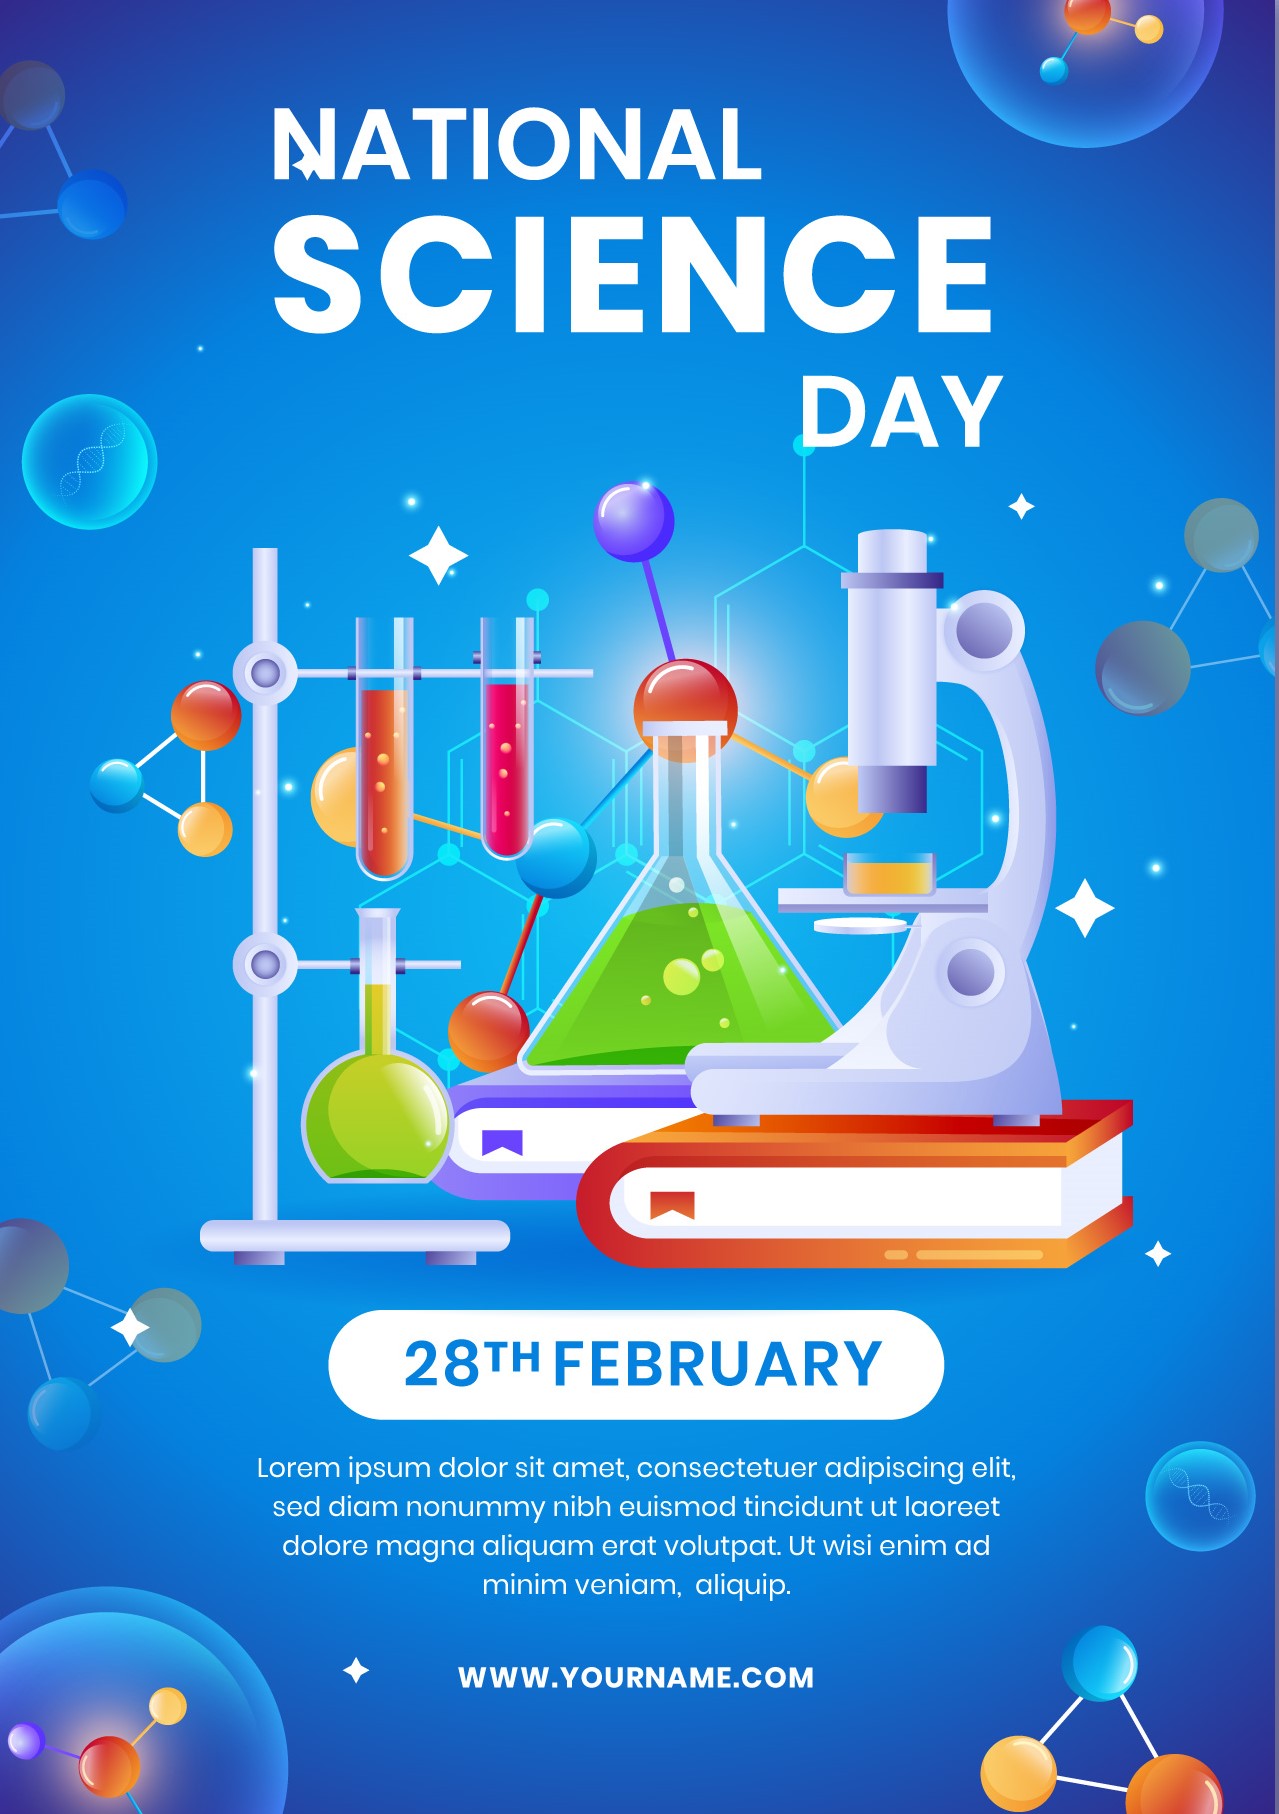 NATIONAL
SCIENCE
DAY
28TH FEBRUARY
Lorem ipsum dolor sit amet, consectetuer adipiscing elit,
sed diam nonummy nibh euismod tincidunt ut laoreet
dolore magna aliquam erat volutpat. Ut wisi enim ad
minim veniam,  aliquip.
WWW.YOURNAME.COM